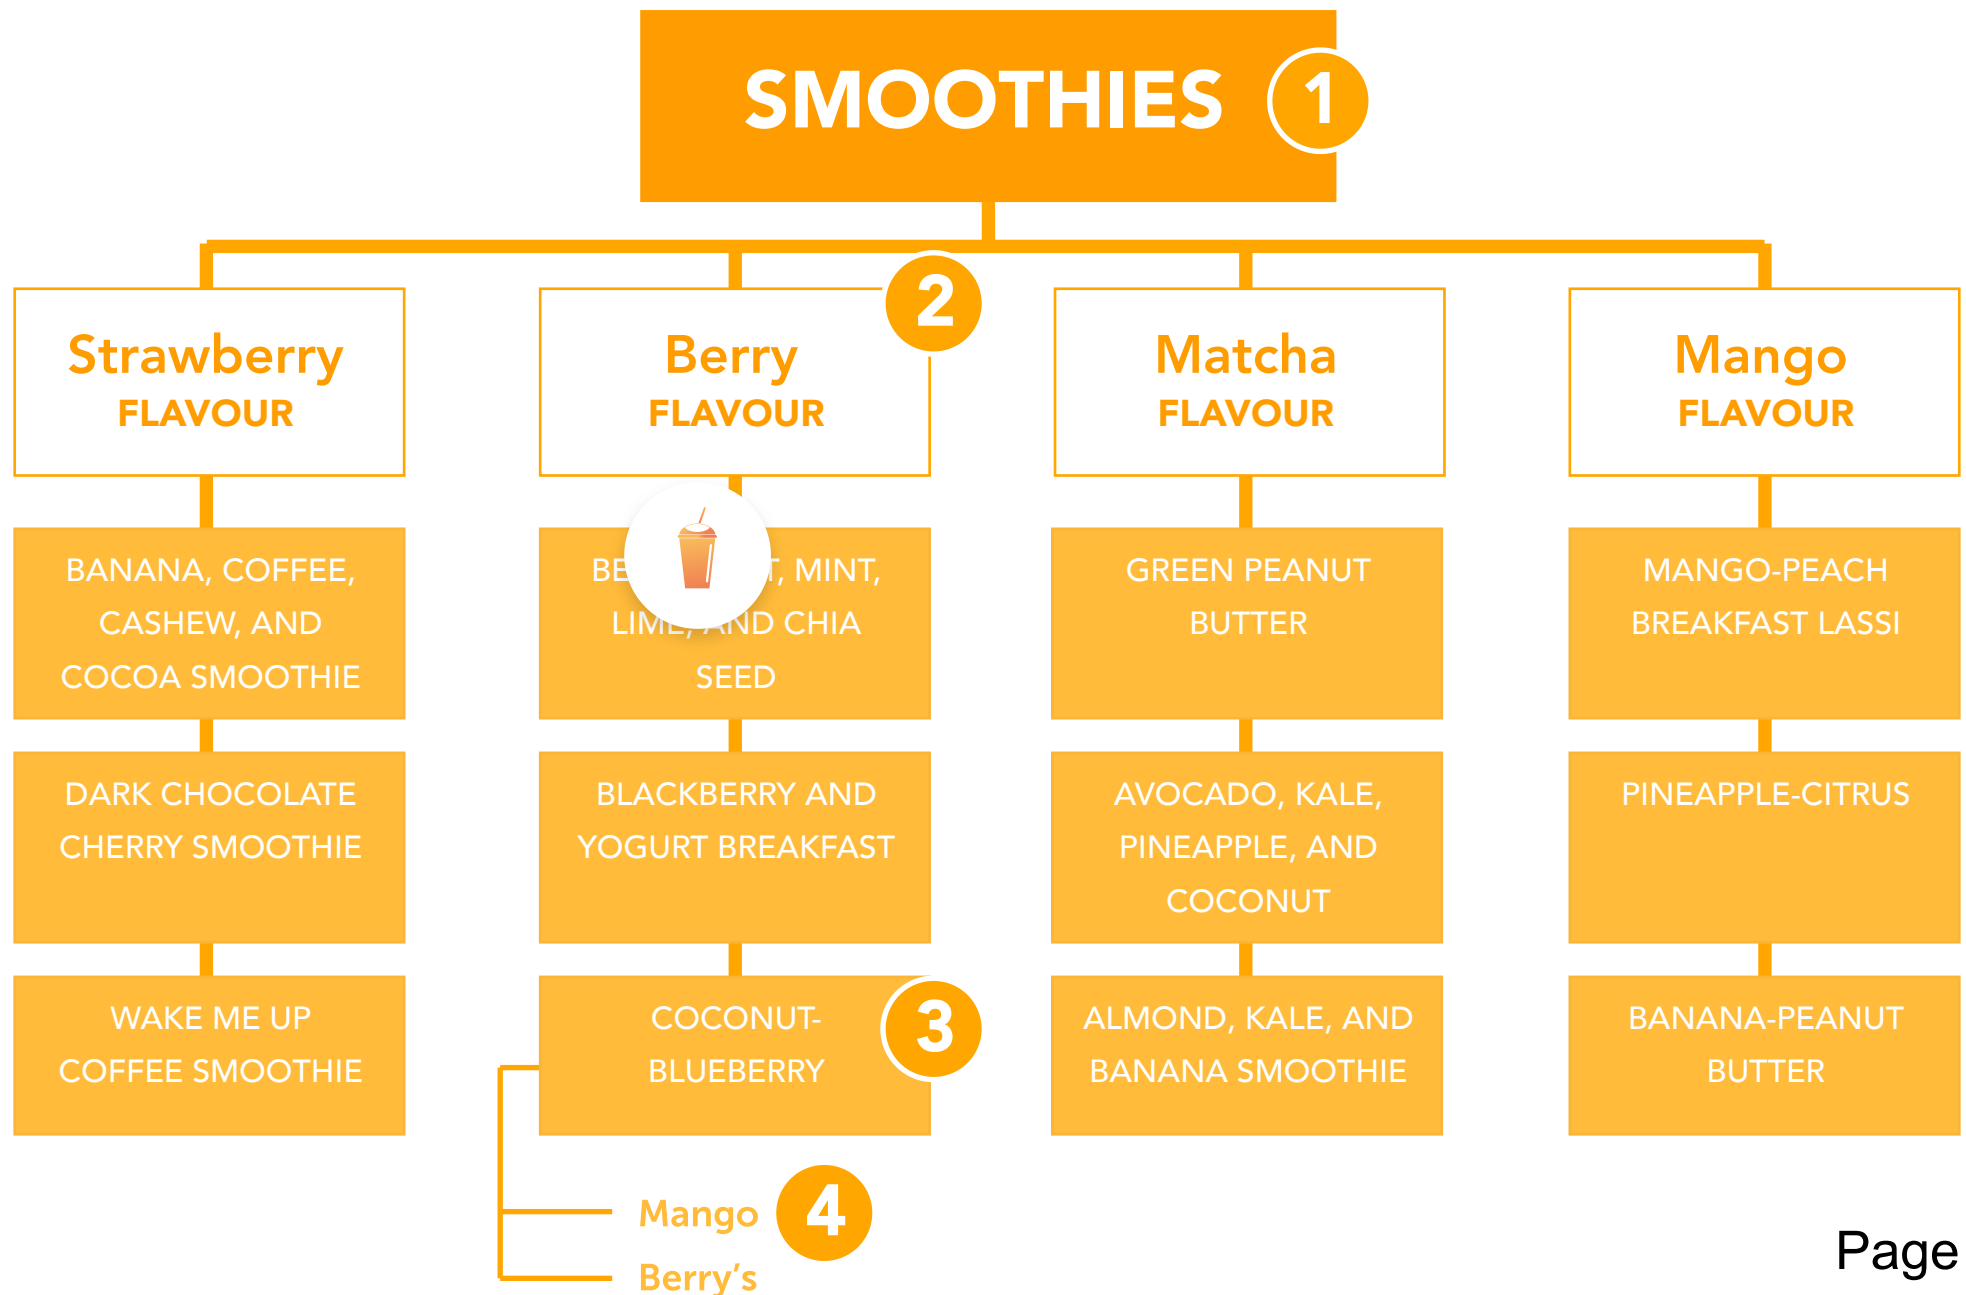 SMOOTHIES 1
2
Strawberry
FLAVOUR
Berry
FLAVOUR
Matcha
FLAVOUR
Mango
FLAVOUR
BANANA, COFFEE,
CASHEW, AND
COCOA SMOOTHIE
DARK CHOCOLATE
CHERRY SMOOTHIE
WAKE ME UP
COFFEE SMOOTHIE
MINT,
LIME, AND CHIA
SEED
BLACKBERRY AND
YOGURT BREAKFAST
COCONUT-
BLUEBERRY
3
Mango 4
Berry’s
GREEN PEANUT
BUTTER
AVOCADO, KALE,
PINEAPPLE, AND
COCONUT
ALMOND, KALE, AND
BANANA SMOOTHIE
MANGO-PEACH
BREAKFAST LASSI
PINEAPPLE-CITRUS
BANANA-PEANUT
BUTTER
Page